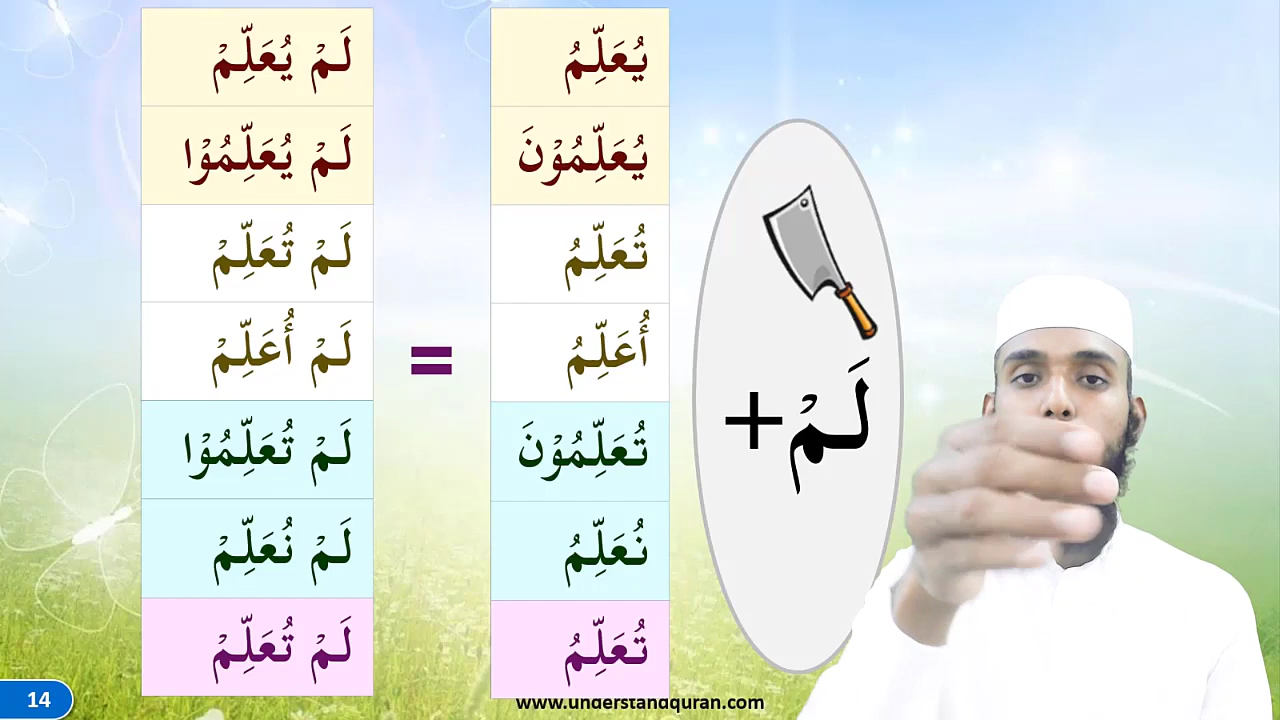 لَمْ +
يُعَلِّمُ = لَمْ يُعَلِّمْ
يُعَلِّمُوْنَ لَمْ يُعَلِّمُوْا
تُعَلِّمُ لَمْ تُعَلِّمْ
أُعَلِّمُ لَمْ أُعَلِّمْ
تُعَلِّمُوْنَ لَمْ تُعَلِّمُوْا
نُعَلِّمُ لَمْ نُعَلِّمْ
تُعَلِّمُ لَمْ تُعَلِّمْ
www.understandquran.com
14